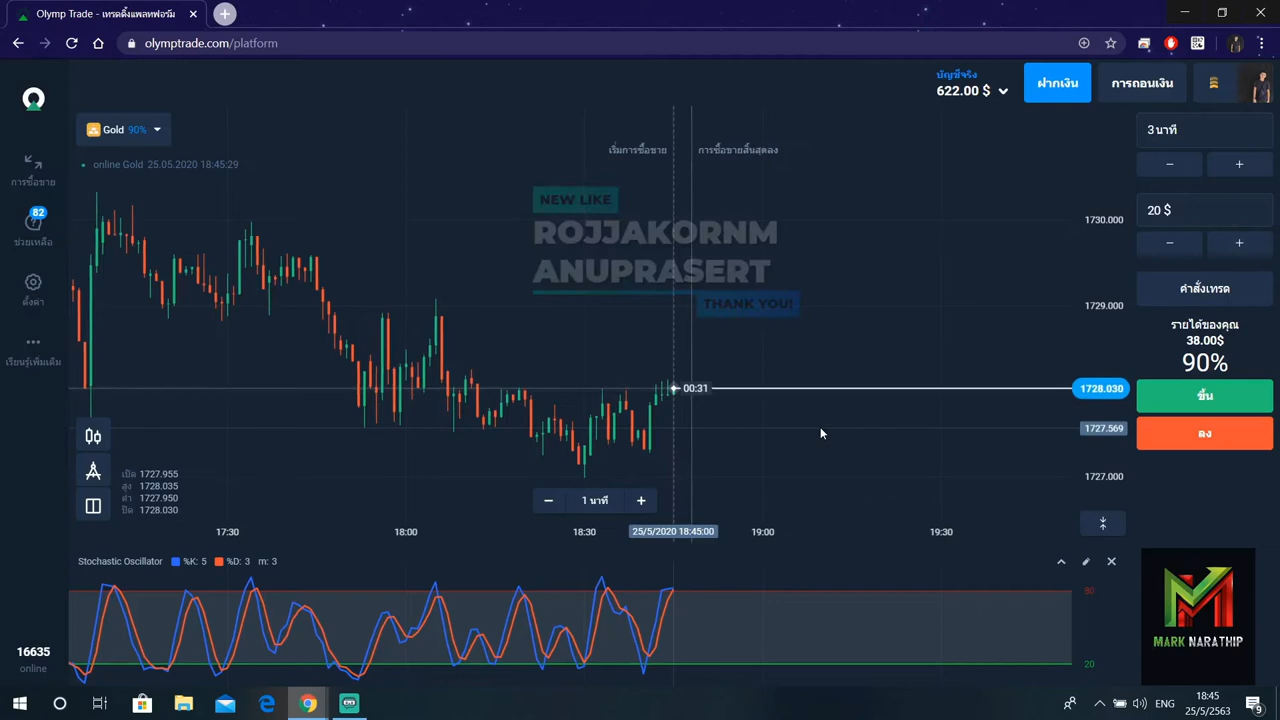 Olymp Trade - เทรดดิ้งแพลทฟอร์ม
olymptrade.com/platform
บัญชีจริง
622.00 $
ฝากเงิน
การถอนเงิน
Gold 90%
online Gold 25.05.2020 18:45:29
เริ่มการซื้อขาย
การซื้อขายสิ้นสุดลง
NEW LIKE
ROJJAKORNM
ANUPRASERT
THANK YOU!
การซื้อขาย
82
ช่วยเหลือ
ตั้งค่า
เรียนรู้เพิ่มเติม
3 นาที
20 $
คำสั่งเทรด
รายได้ของคุณ
38.00$
90%
ขึ้น
ลง
1730.000
1729.000
00:31
1728.030
1727.569
1727.000
เปิด 1727.955
สูง 1728.035
ต่ำ 1727.950
ปิด 1728.030
1 นาที
17:30
18:00
18:30
25/5/2020 18:45:00
19:00
19:30
Stochastic Oscillator %K: 5 %D: 3 m: 3
80
20
MARK NARATHIP
16635
online
ENG
18:45
25/5/2563
9